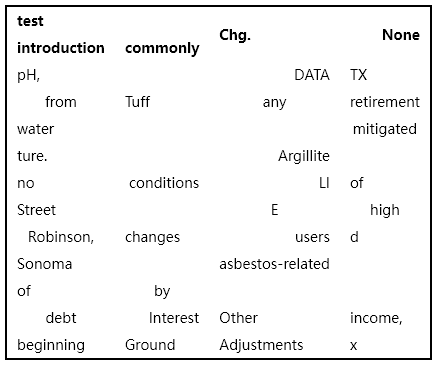 test introduction commonly Chg. None
pH, DATA TX
from Tuff any retirement
water mitigated
ture. Argillite
no conditions LI of
Street E high
Robinson, changes users d
Sonoma asbestos-related
of by
debt Interest Other income,
beginning Ground Adjustments x